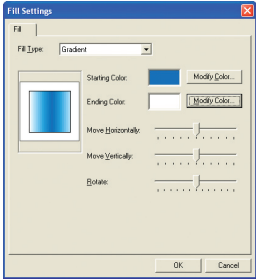 Fill Settings
Fill
Fill Type: Gradient
Starting Color: Modify Color...
Ending Color: Modify Color...
Move Horizontally:
Move Vertically:
Rotate:
OK Cancel